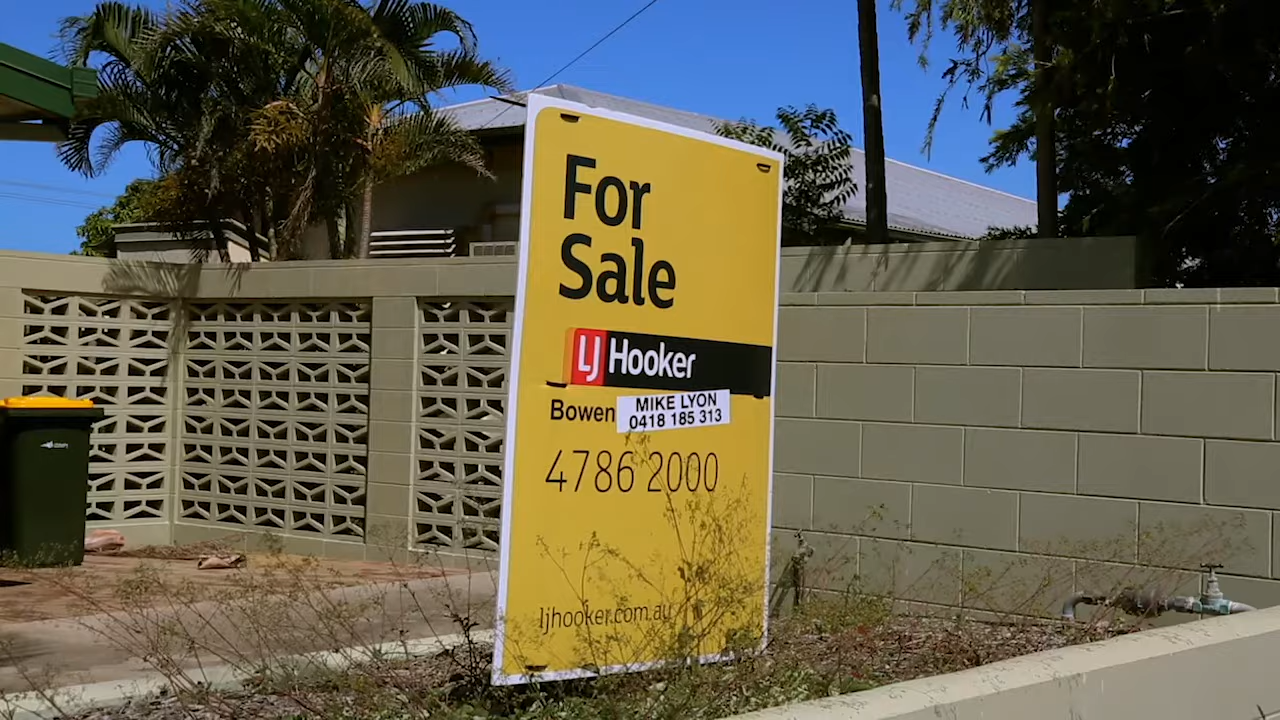 For
Sale
LJ Hooker
Bowen
MIKE LYON
0418 185 313
4786 2000
ljhooker.com.au